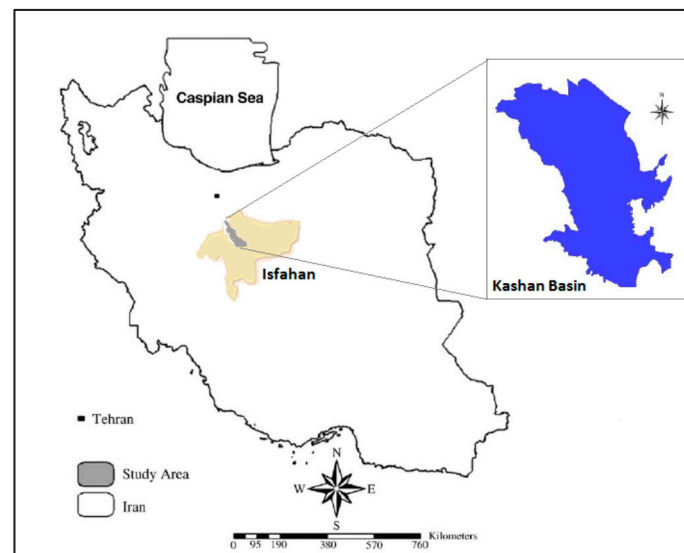 Caspian Sea
N
Isfahan
Kashan Basin
Tehran
Study Area
Iran
N
W E
S
Kilometers
0 95 190 380 570 760